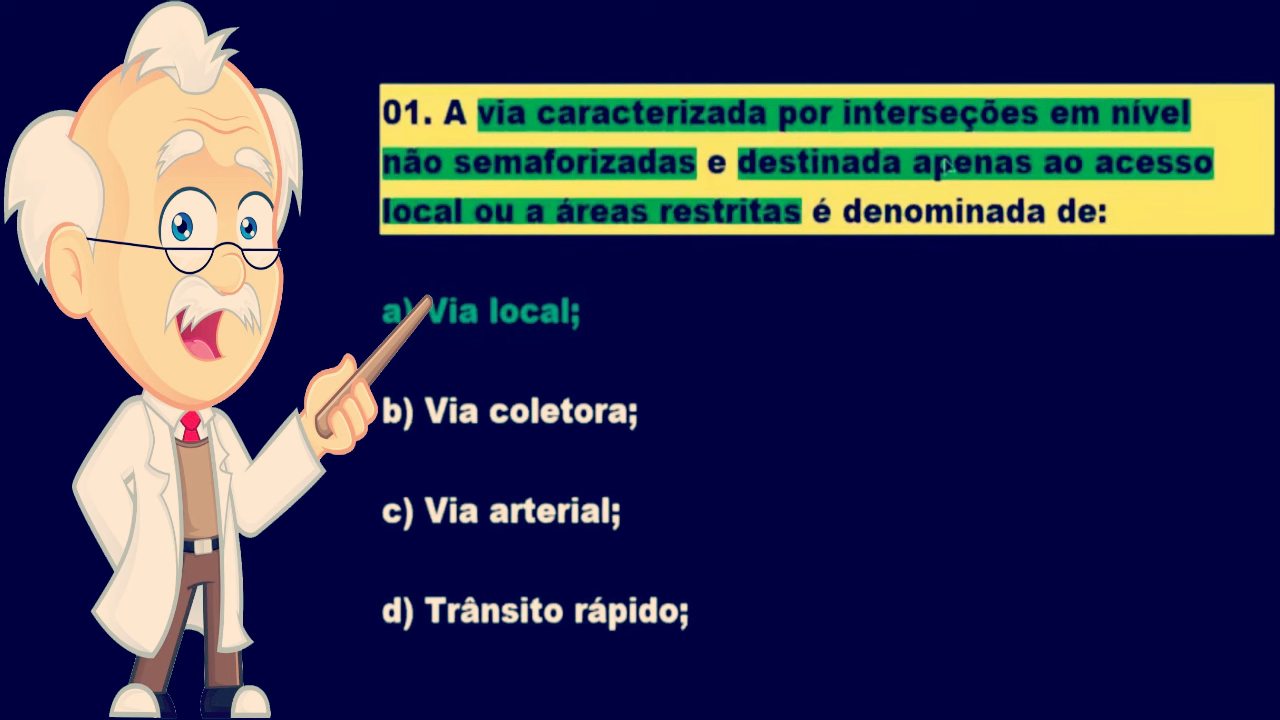 01. A via caracterizada por interseções em nível
não semaforizadas e destinada apenas ao acesso
local ou a áreas restritas é denominada de:
a) Via local;
b) Via coletora;
c) Via arterial;
d) Trânsito rápido;